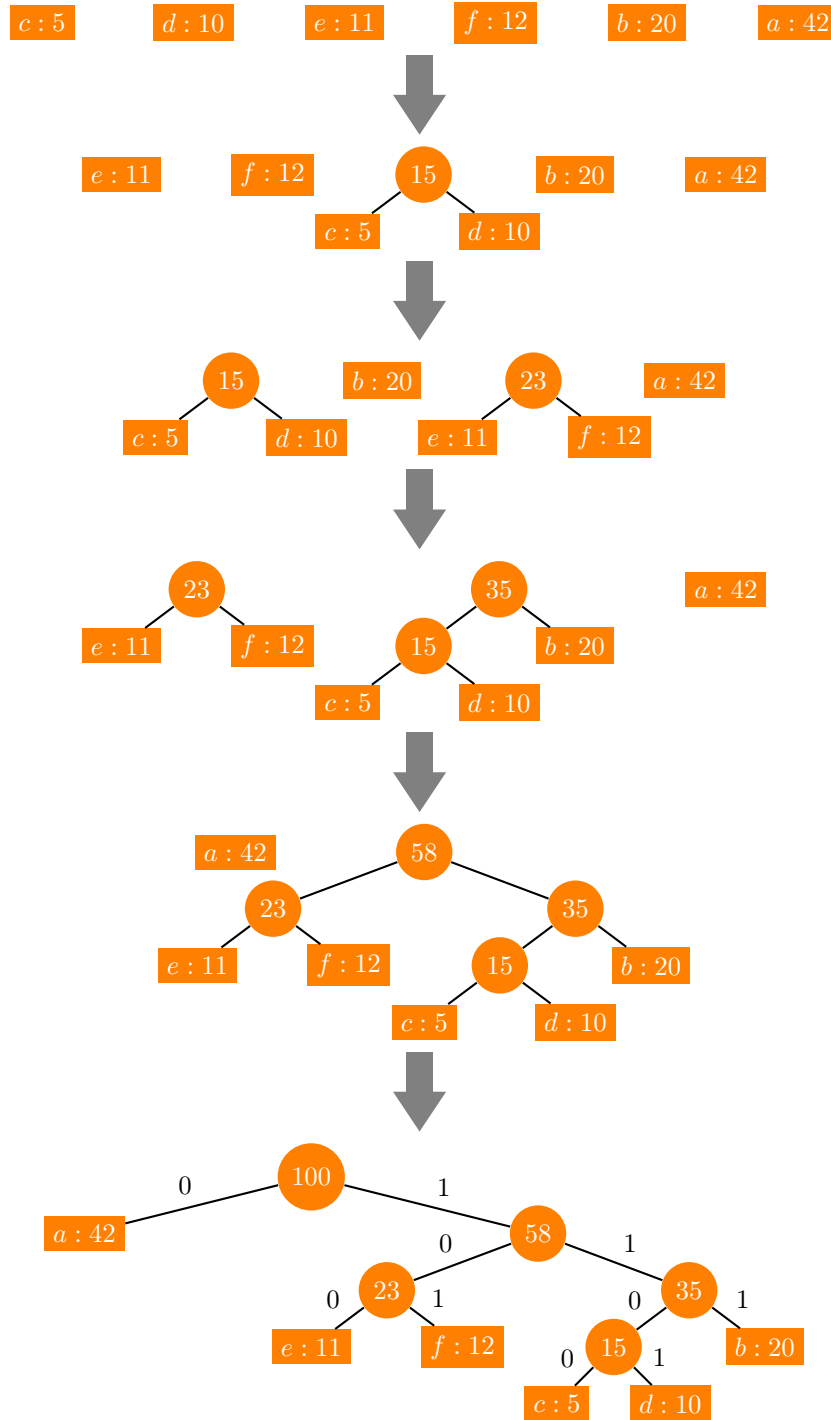 c : 5 d : 10 e : 11 f : 12 b : 20 a : 42
e : 11 f : 12 15 b : 20 a : 42
c : 5 d : 10
15 b : 20 23 a : 42
c : 5 d : 10 e : 11 f : 12
23 35 a : 42
e : 11 f : 12 15 b : 20
c : 5 d : 10
a : 42 58
23 35
e : 11 f : 12 15 b : 20
c : 5 d : 10
100
0 1
a : 42 58
0 1
23 35
0 1 0 1
e : 11 f : 12 15 b : 20
0 1
c : 5 d : 10